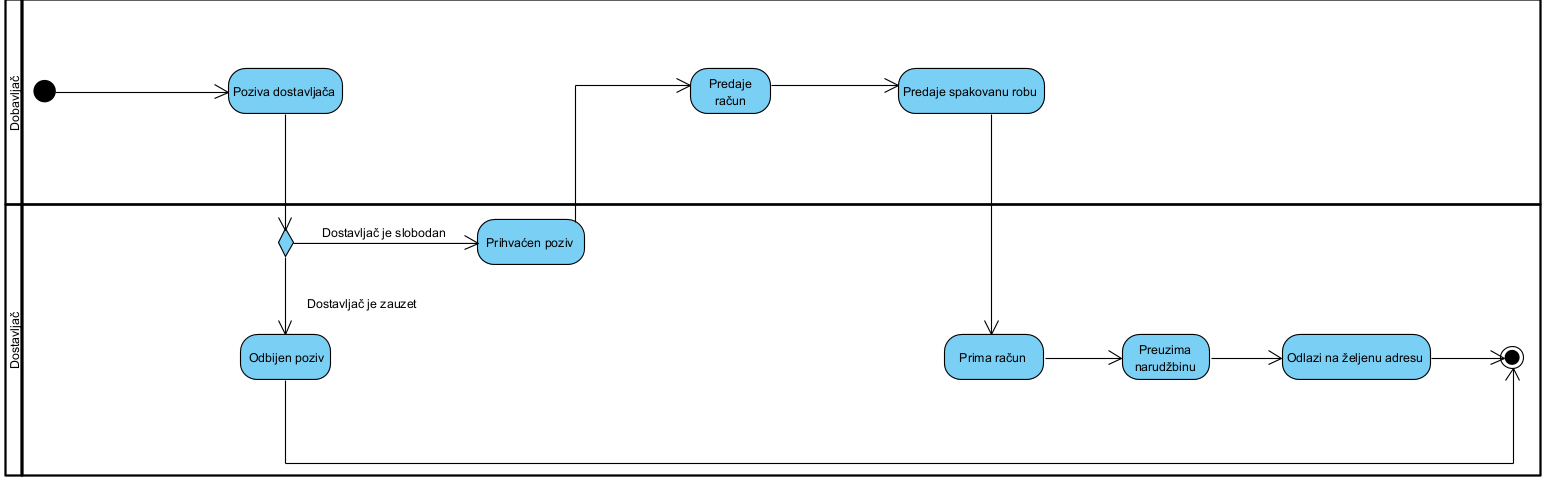 Dobavljač
Poziva dostavljača
Predaje
račun
Predaje spakovanu robu
Dostavljač
Dostavljač je slobodan
Prihvaćen poziv
Dostavljač je zauzet
Odbijen poziv
Prima račun
Preuzima
narudžbinu
Odlazi na željenu adresu